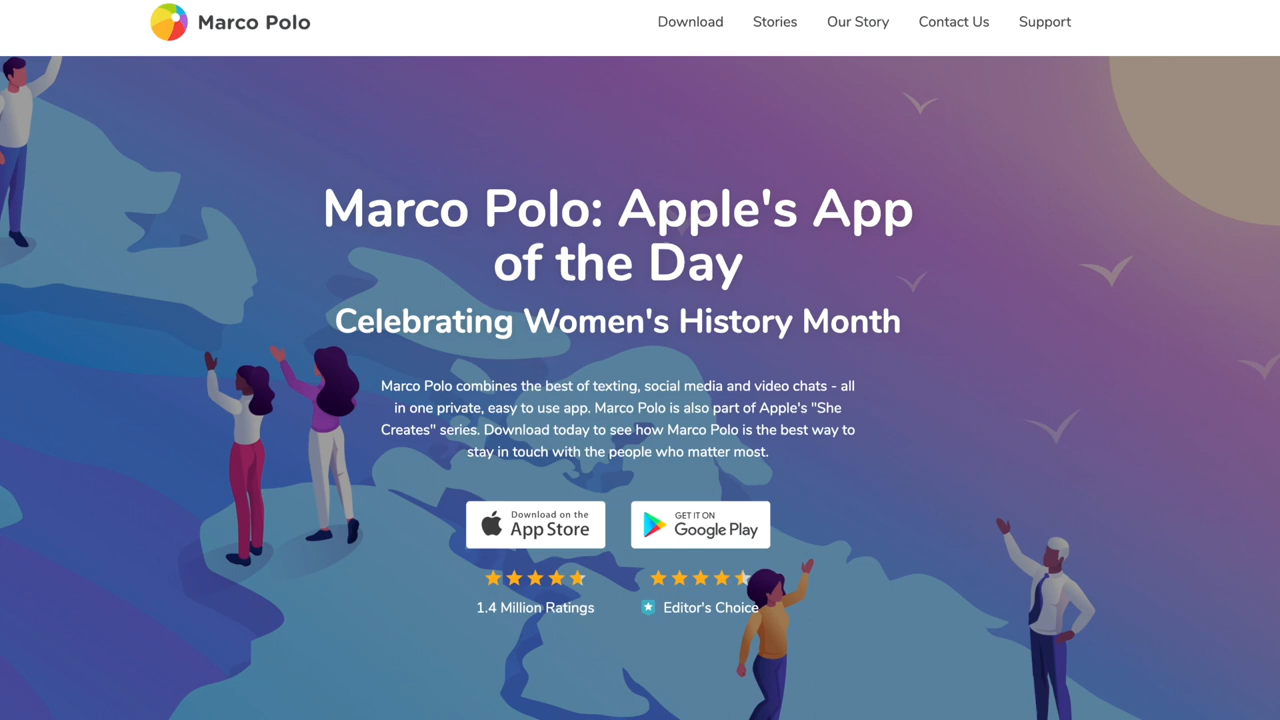 Marco Polo
Download
Stories
Our Story
Contact Us
Support
Marco Polo: Apple's App
of the Day
Celebrating Women's History Month
Marco Polo combines the best of texting, social media and video chats - all
in one private, easy to use app. Marco Polo is also part of Apple's "She
Creates" series. Download today to see how Marco Polo is the best way to
stay in touch with the people who matter most.
Download on the
App Store
GET IT ON
Google Play
1.4 Million Ratings
Editor's Choice